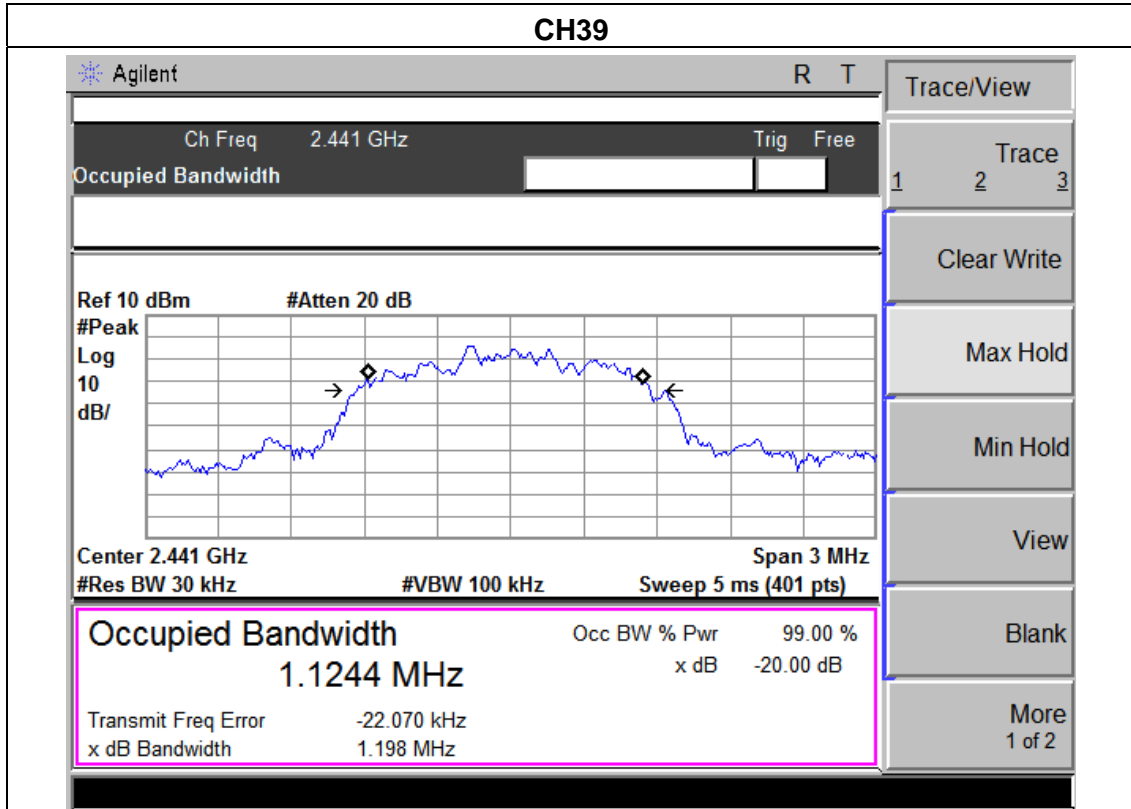 CH39
Agilent R T
Trace/View
Ch Freq 2.441 GHz Trig Free
Occupied Bandwidth
Trace
1 2 3
Clear Write
Ref 10 dBm #Atten 20 dB
#Peak
Log
10
dB/
Max Hold
Min Hold
View
Center 2.441 GHz Span 3 MHz
#Res BW 30 kHz #VBW 100 kHz Sweep 5 ms (401 pts)
Occupied Bandwidth Occ BW % Pwr 99.00 %
1.1244 MHz x dB -20.00 dB
Blank
Transmit Freq Error -22.070 kHz
x dB Bandwidth 1.198 MHz
More
1 of 2